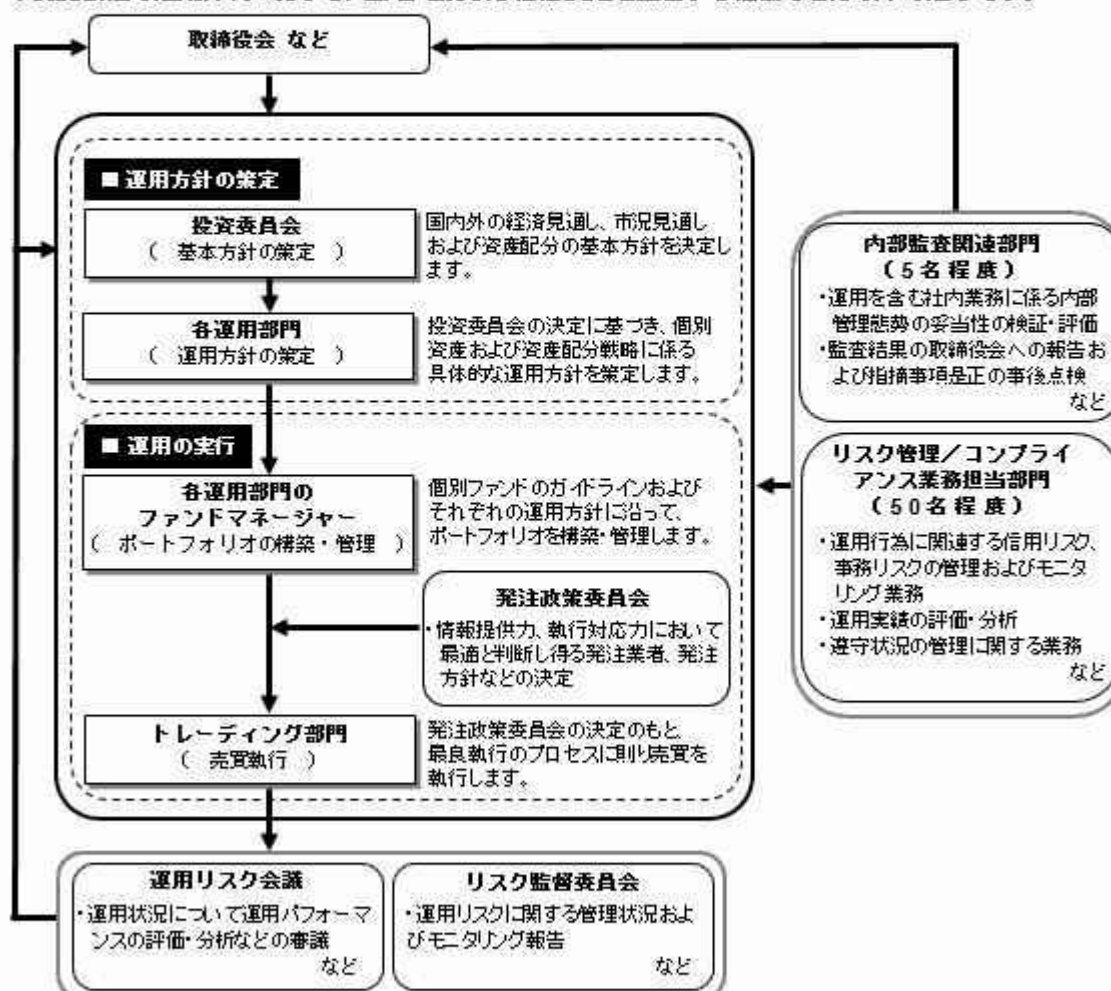 取締役会 など
■ 運用方針の策定
投資委員会
( 基本方針の策定 )
国内外の経済見通し、市況見通し
および資産配分の基本方針を決定し
ます。
各運用部門
( 運用方針の策定 )
投資委員会の決定に基づき、個別
資産および資産配分戦略に係る
具体的な運用方針を策定します。
■ 運用の実行
各運用部門の
ファンドマネージャー
( ポートフォリオの構築・管理 )
個別ファンドのガイドラインおよび
それぞれの運用方針に沿って、
ポートフォリオを構築・管理します。
発注政策委員会
・情報提供力、執行対応力において
最適と判断し得る発注業者、発注
方針などの決定
トレーディング部門
( 売買執行 )
発注政策委員会の決定のもと
最良執行のプロセスに則り売買を
執行します。
運用リスク会議
・運用状況について運用パフォーマ
ンスの評価・分析などの審議
など
リスク監督委員会
・運用リスクに関する管理状況およ
びモニタリング報告
など
内部監査関連部門
(5名程度)
・運用を含む社内業務に係る内部
管理態勢の妥当性の検証・評価
・監査結果の取締役会への報告お
よび指摘事項是正の事後点検
など
リスク管理/コンプライ
アンス業務担当部門
(50名程度)
・運用行為に関連する信用リスク、
事務リスクの管理およびモニタ
リング業務
・運用実績の評価・分析
・遵守状況の管理に関する業務
など